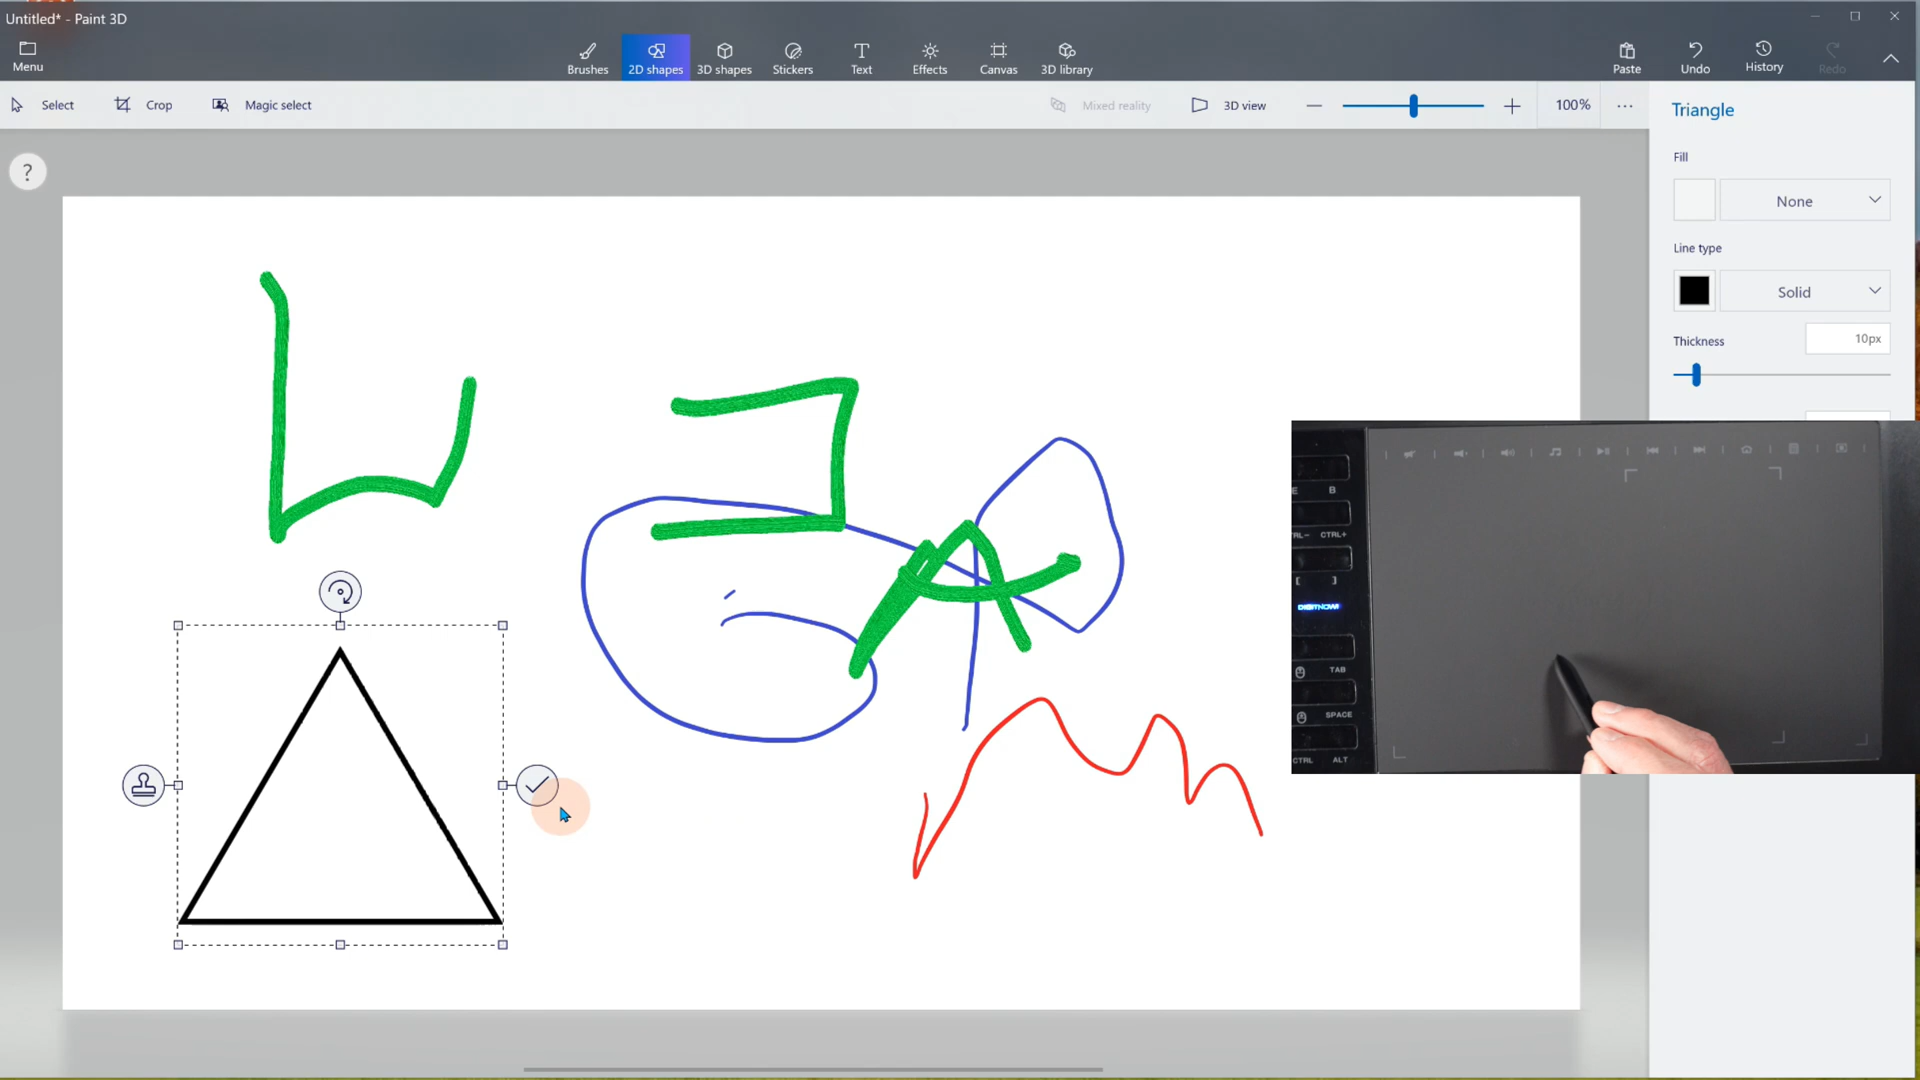 Untitled* - Paint 3D
Menu
Brushes
2D shapes
3D shapes
Stickers
Text
Effects
Canvas
3D library
Paste
Undo
History
Redo
Select
Crop
Magic select
Mixed reality
3D view
100%
Triangle
Fill
None
Line type
Solid
Thickness
10px
?
A
E B
CTRL+
[ ]
DIGITNOW!
TAB
SPACE
CTRL ALT